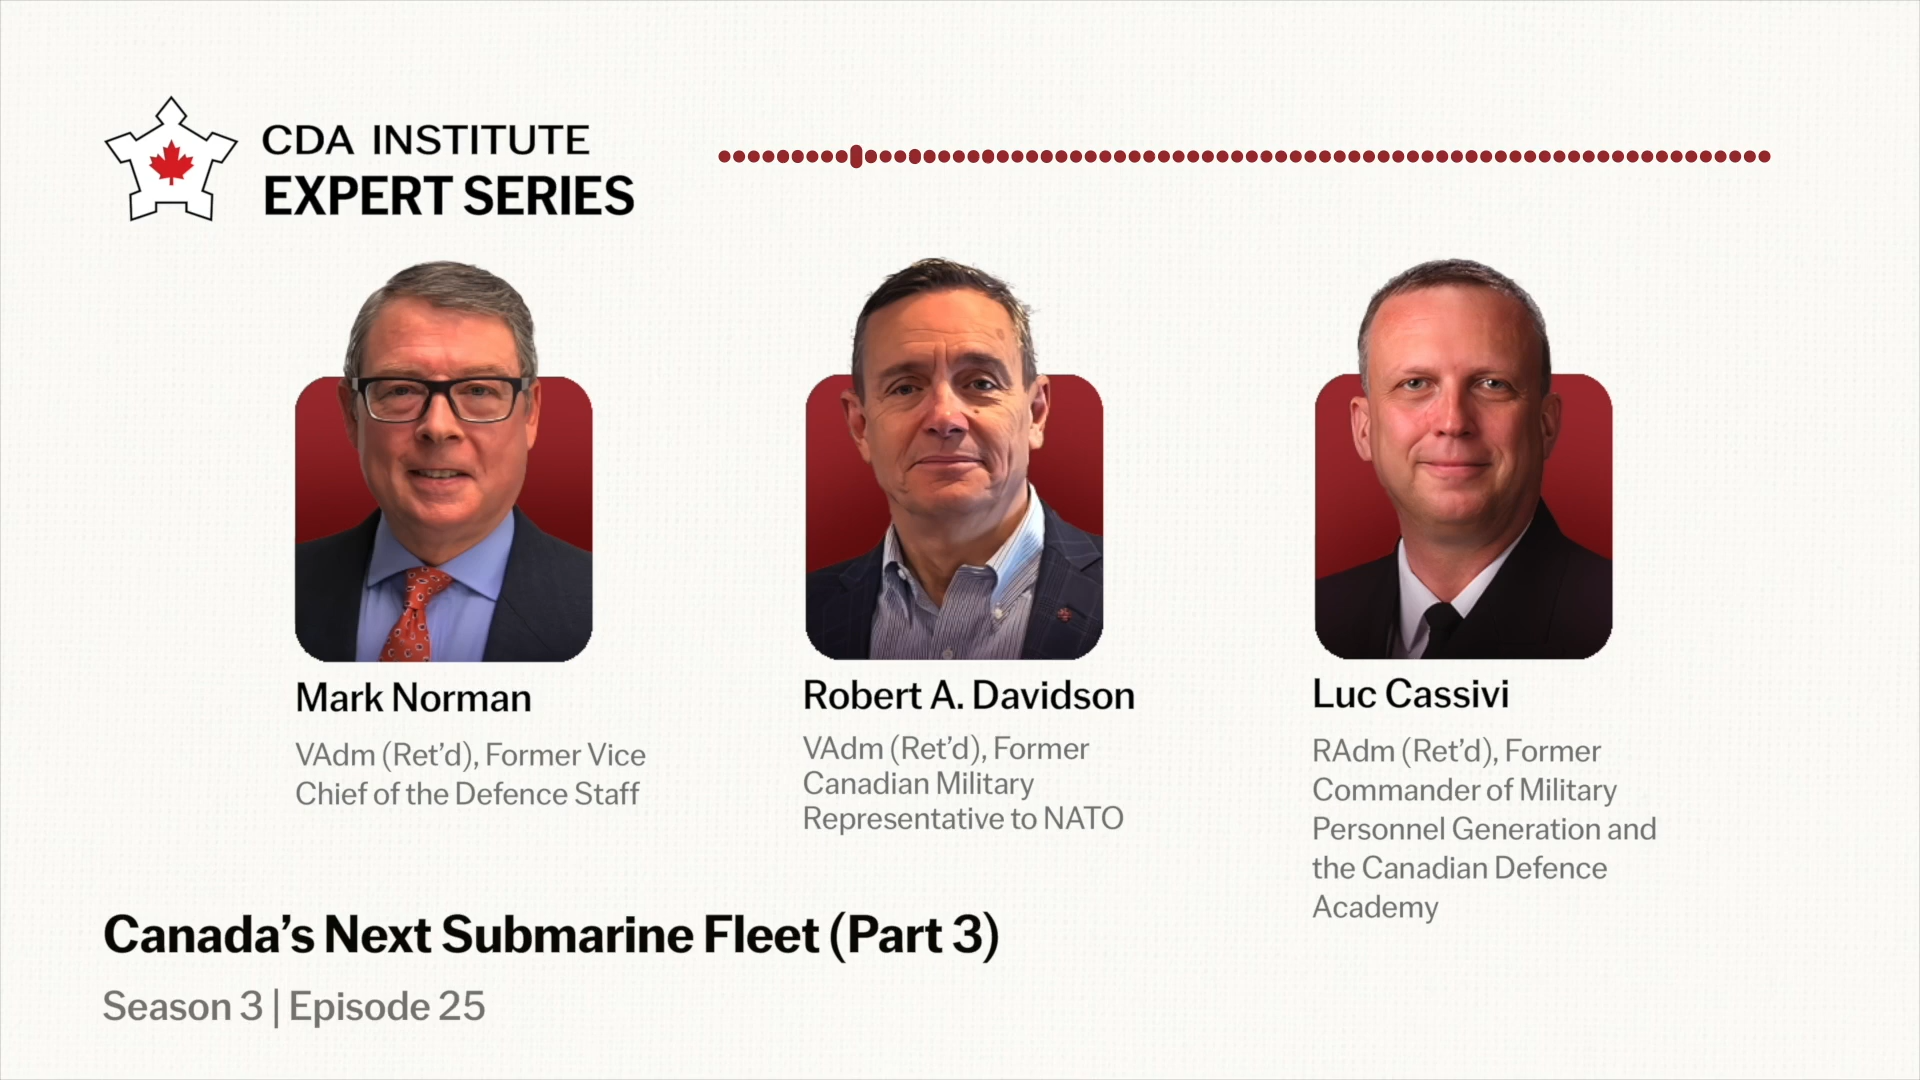 CDA INSTITUTE
EXPERT SERIES
Mark Norman
VAdm (Ret’d), Former Vice
Chief of the Defence Staff
Robert A. Davidson
VAdm (Ret’d), Former
Canadian Military
Representative to NATO
Luc Cassivi
RAdm (Ret’d), Former
Commander of Military
Personnel Generation and
the Canadian Defence
Academy
Canada’s Next Submarine Fleet (Part 3)
Season 3 | Episode 25